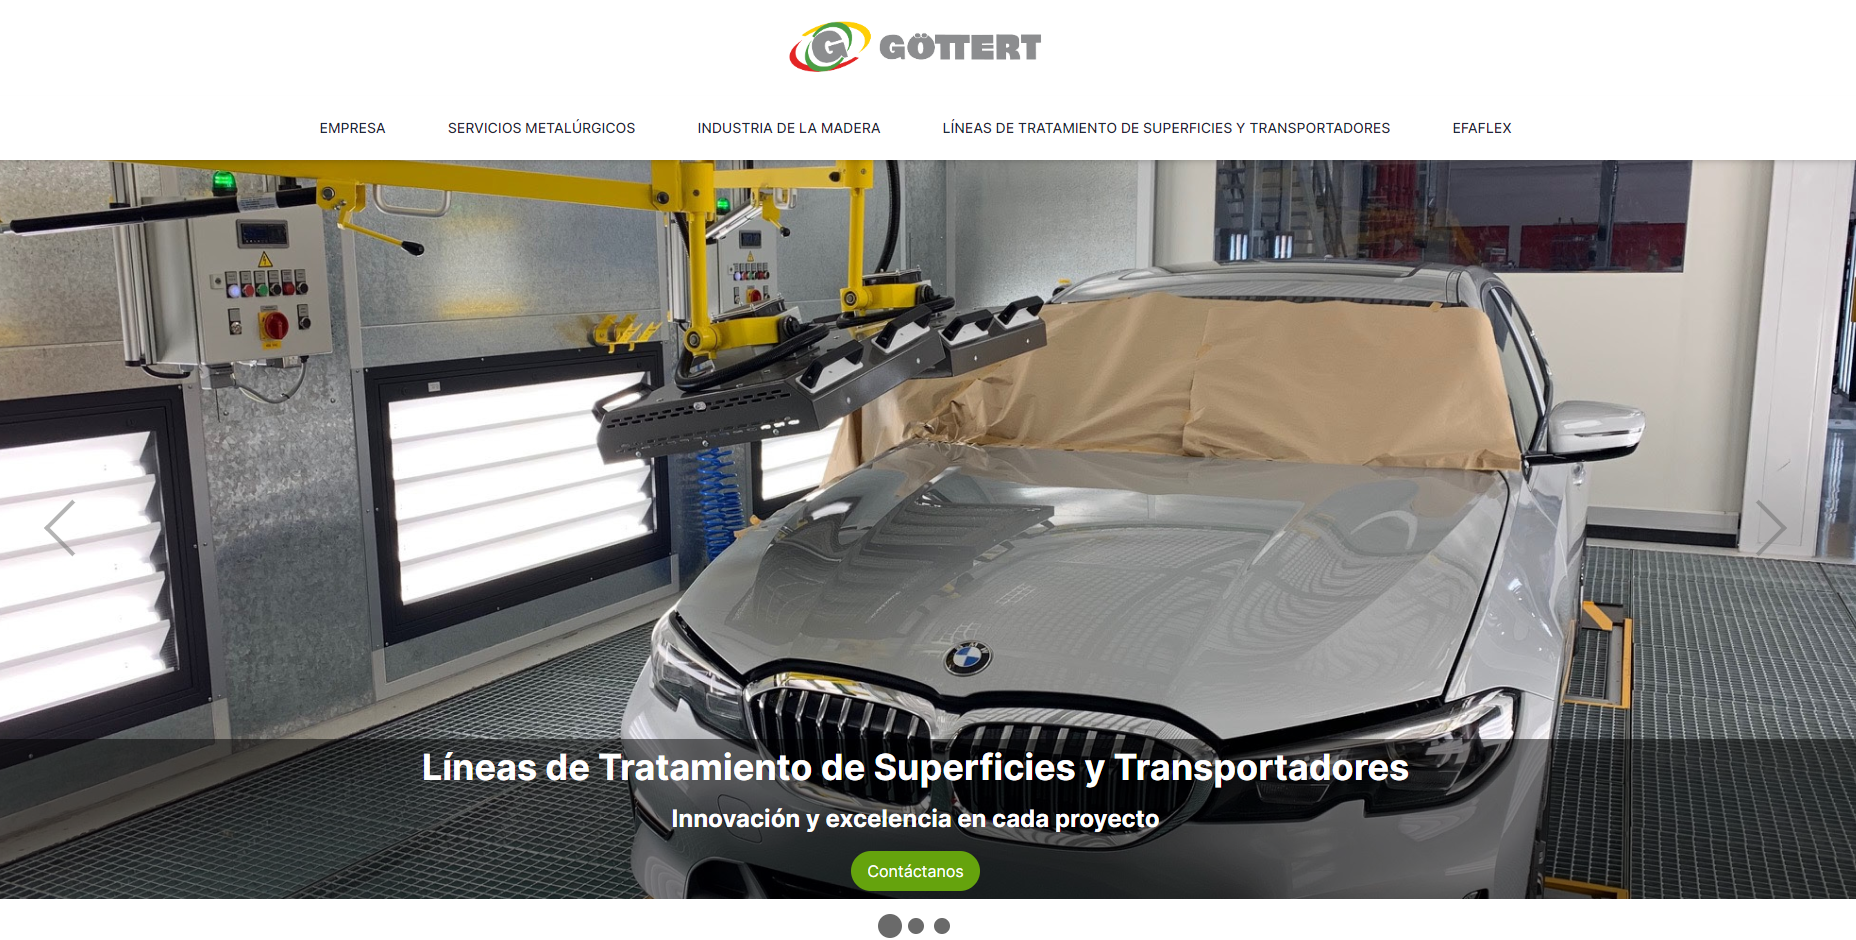 G GÖTTERT
EMPRESA SERVICIOS METALÚRGICOS INDUSTRIA DE LA MADERA LÍNEAS DE TRATAMIENTO DE SUPERFICIES Y TRANSPORTADORES EFAFLEX
BMW
Líneas de Tratamiento de Superficies y Transportadores
Innovación y excelencia en cada proyecto
Contáctanos